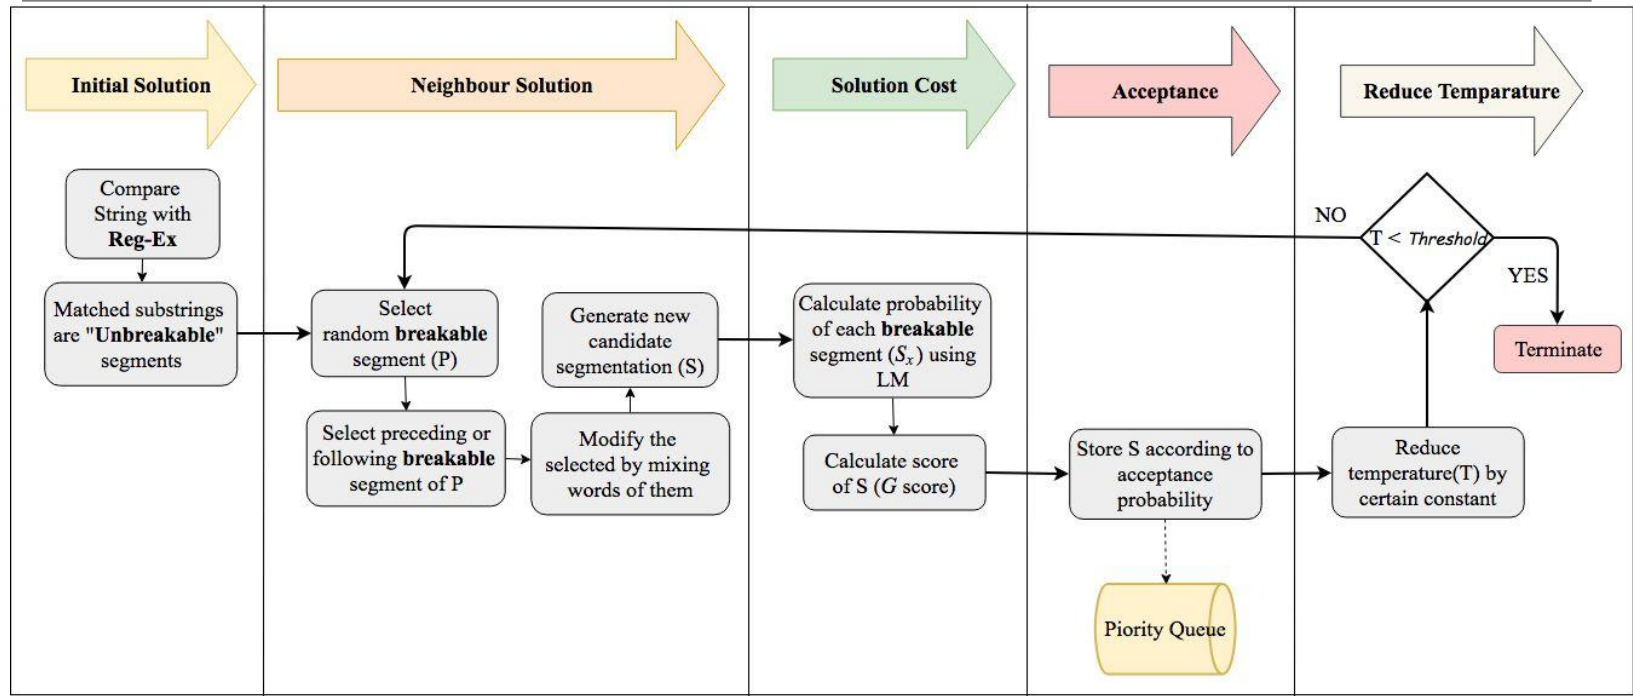 Initial Solution
Neighbour Solution
Solution Cost
Acceptance
Reduce Temparature
Compare
String with
Reg-Ex
Matched substrings
are "Unbreakable"
segments
Select
random breakable
segment (P)
Select preceding or
following breakable
segment of P
Modify the
selected by mixing
words of them
Generate new
candidate
segmentation (S)
Calculate probability
of each breakable
segment (Sₓ) using
LM
Calculate score
of S (G score)
Store S according to
acceptance
probability
Piority Queue
Reduce
temperature(T) by
certain constant
T < Threshold
NO
YES
Terminate